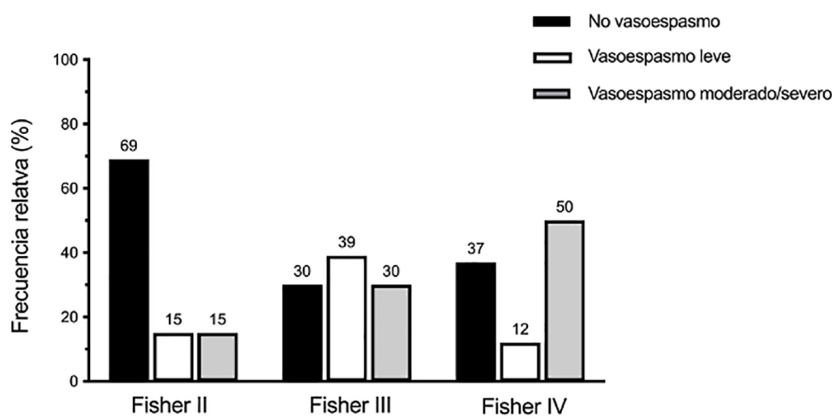 No vasoespasmo
Vasoespasmo leve
Vasoespasmo moderado/severo
Frecuencia relatva (%)
100
80
60
40
20
0
69
15
15
30
39
30
37
12
50
Fisher II
Fisher III
Fisher IV